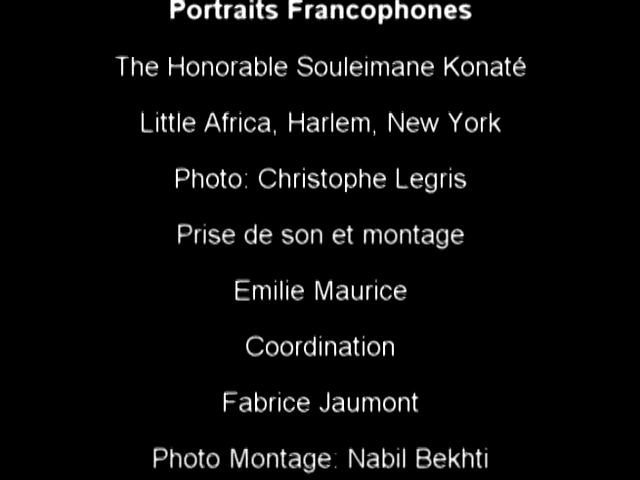 Portraits Francophones
The Honorable Souleimane Konaté
Little Africa, Harlem, New York
Photo: Christophe Legris
Prise de son et montage
Emilie Maurice
Coordination
Fabrice Jaumont
Photo Montage: Nabil Bekhti